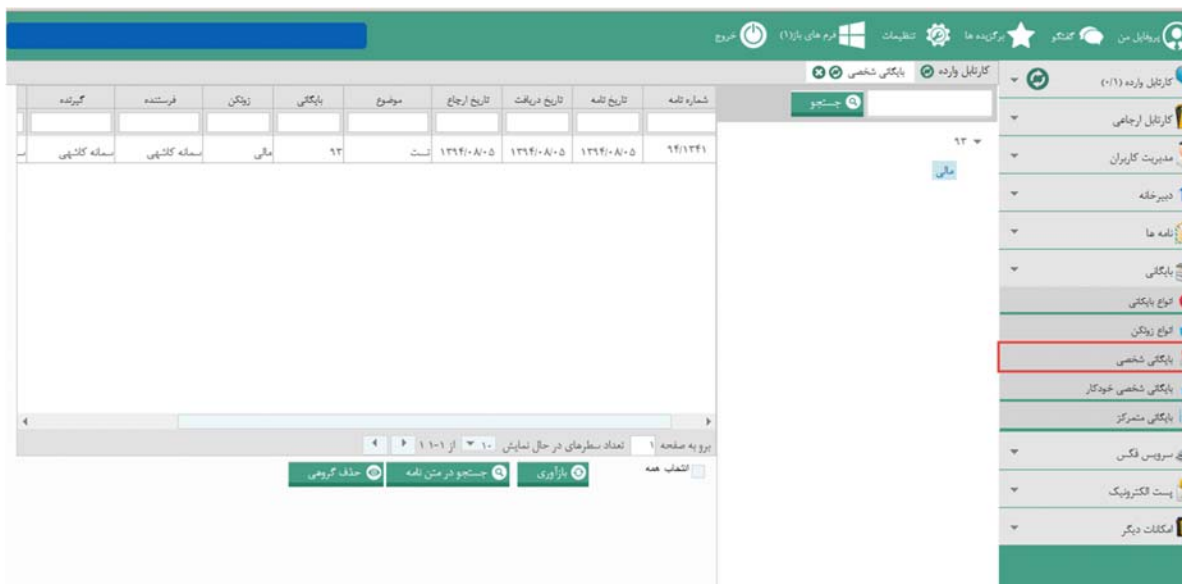 پروفایل من گفتگو برگزیده ها تنظیمات فرم های باز(۱) خروج
کارتابل وارده (۰/۱)
کارتابل ارجاعی
مدیریت کاربران
دبیرخانه
نامه ها
بایگانی
انواع بایگانی
انواع زونکن
بایگانی شخصی
بایگانی شخصی خودکار
بایگانی متمرکز
سرویس فکس
پست الکترونیک
امکانات دیگر
کارتابل وارده بایگانی شخصی
جستجو
۹۳
مالی
شماره نامه تاریخ نامه تاریخ دریافت تاریخ ارجاع موضوع بایگانی زونکن فرستنده گیرنده
۹۴/۱۳۴۱ ۱۳۹۴/۰۸/۰۵ ۱۳۹۴/۰۸/۰۵ ۱۳۹۴/۰۸/۰۵ تست ۹۳ مالی سمانه کاشهی سمانه کاشهی
برو به صفحه ۱ تعداد سطرهای در حال نمایش ۱۰ ۱-۱ از ۱
انتخاب همه بازآوری جستجو در متن نامه حذف گروهی